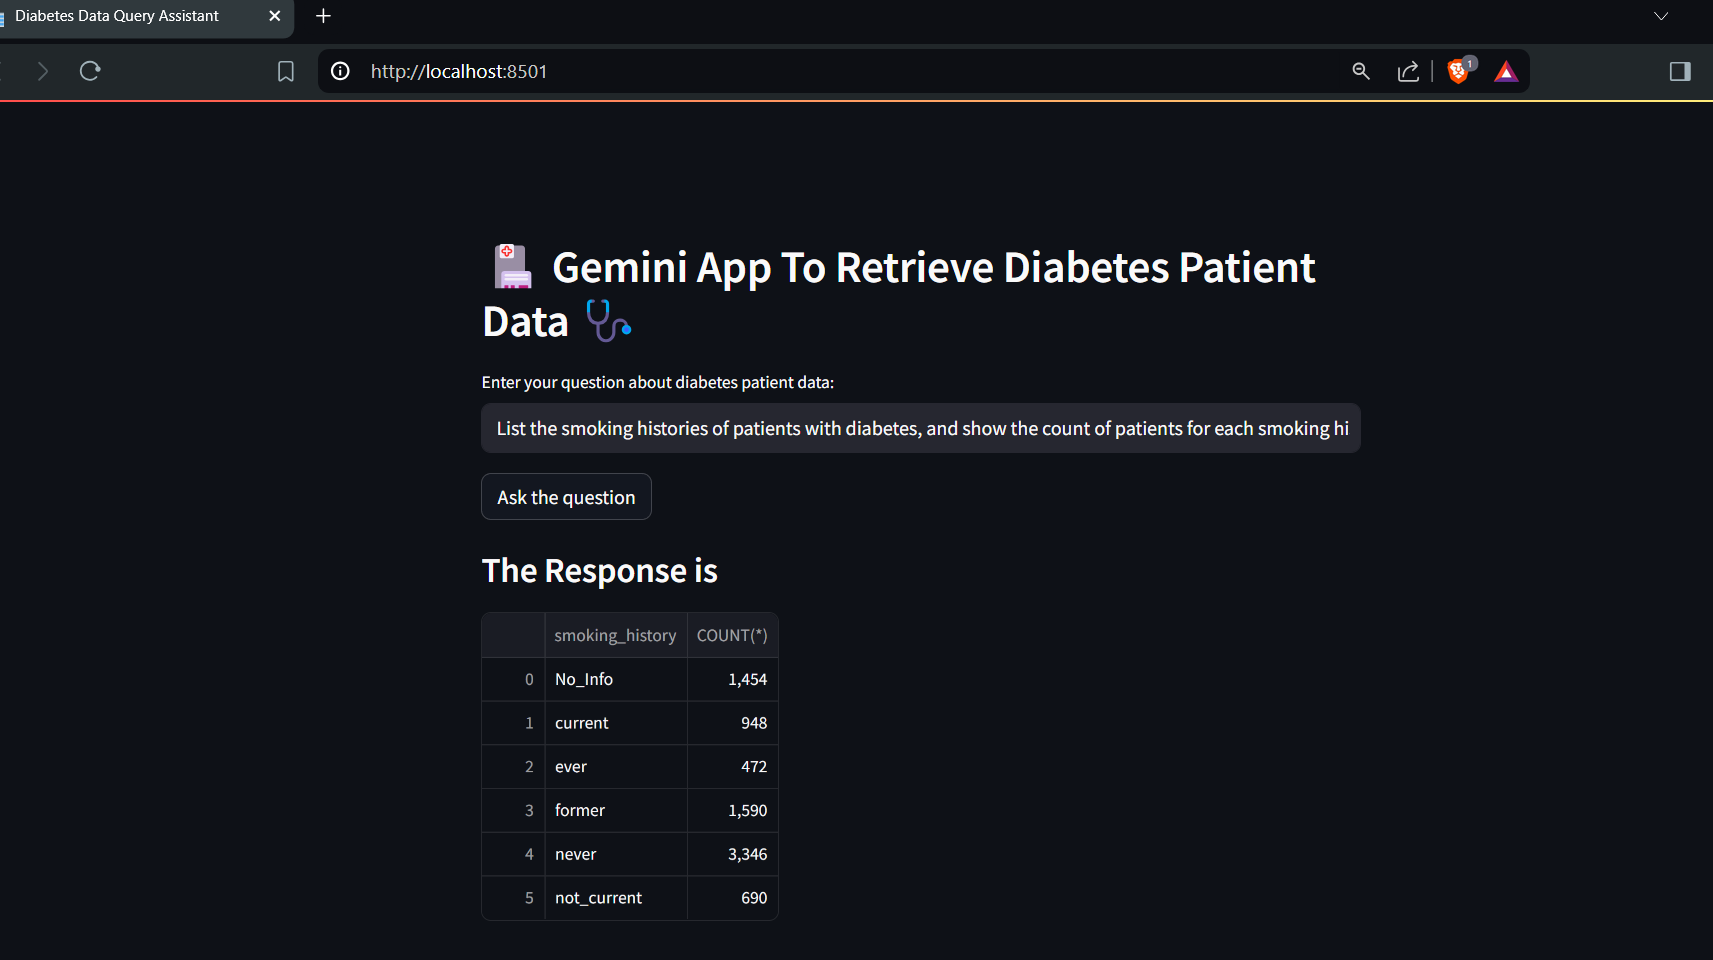 Diabetes Data Query Assistant
http://localhost:8501
1
Gemini App To Retrieve Diabetes Patient
Data
Enter your question about diabetes patient data:
List the smoking histories of patients with diabetes, and show the count of patients for each smoking hi
Ask the question
The Response is
smoking_history COUNT(*)
0 No_Info 1,454
1 current 948
2 ever 472
3 former 1,590
4 never 3,346
5 not_current 690